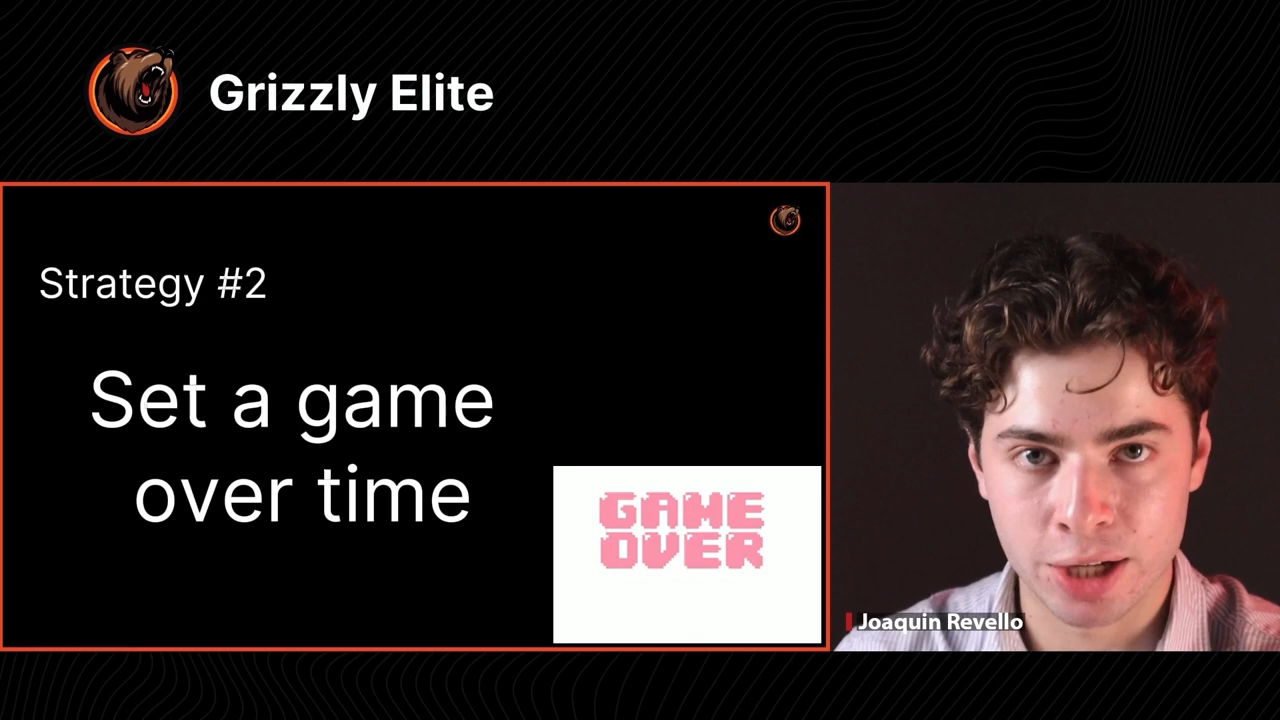 Grizzly Elite
Strategy #2
Set a game
over time
GAME
OVER
Joaquin Revello